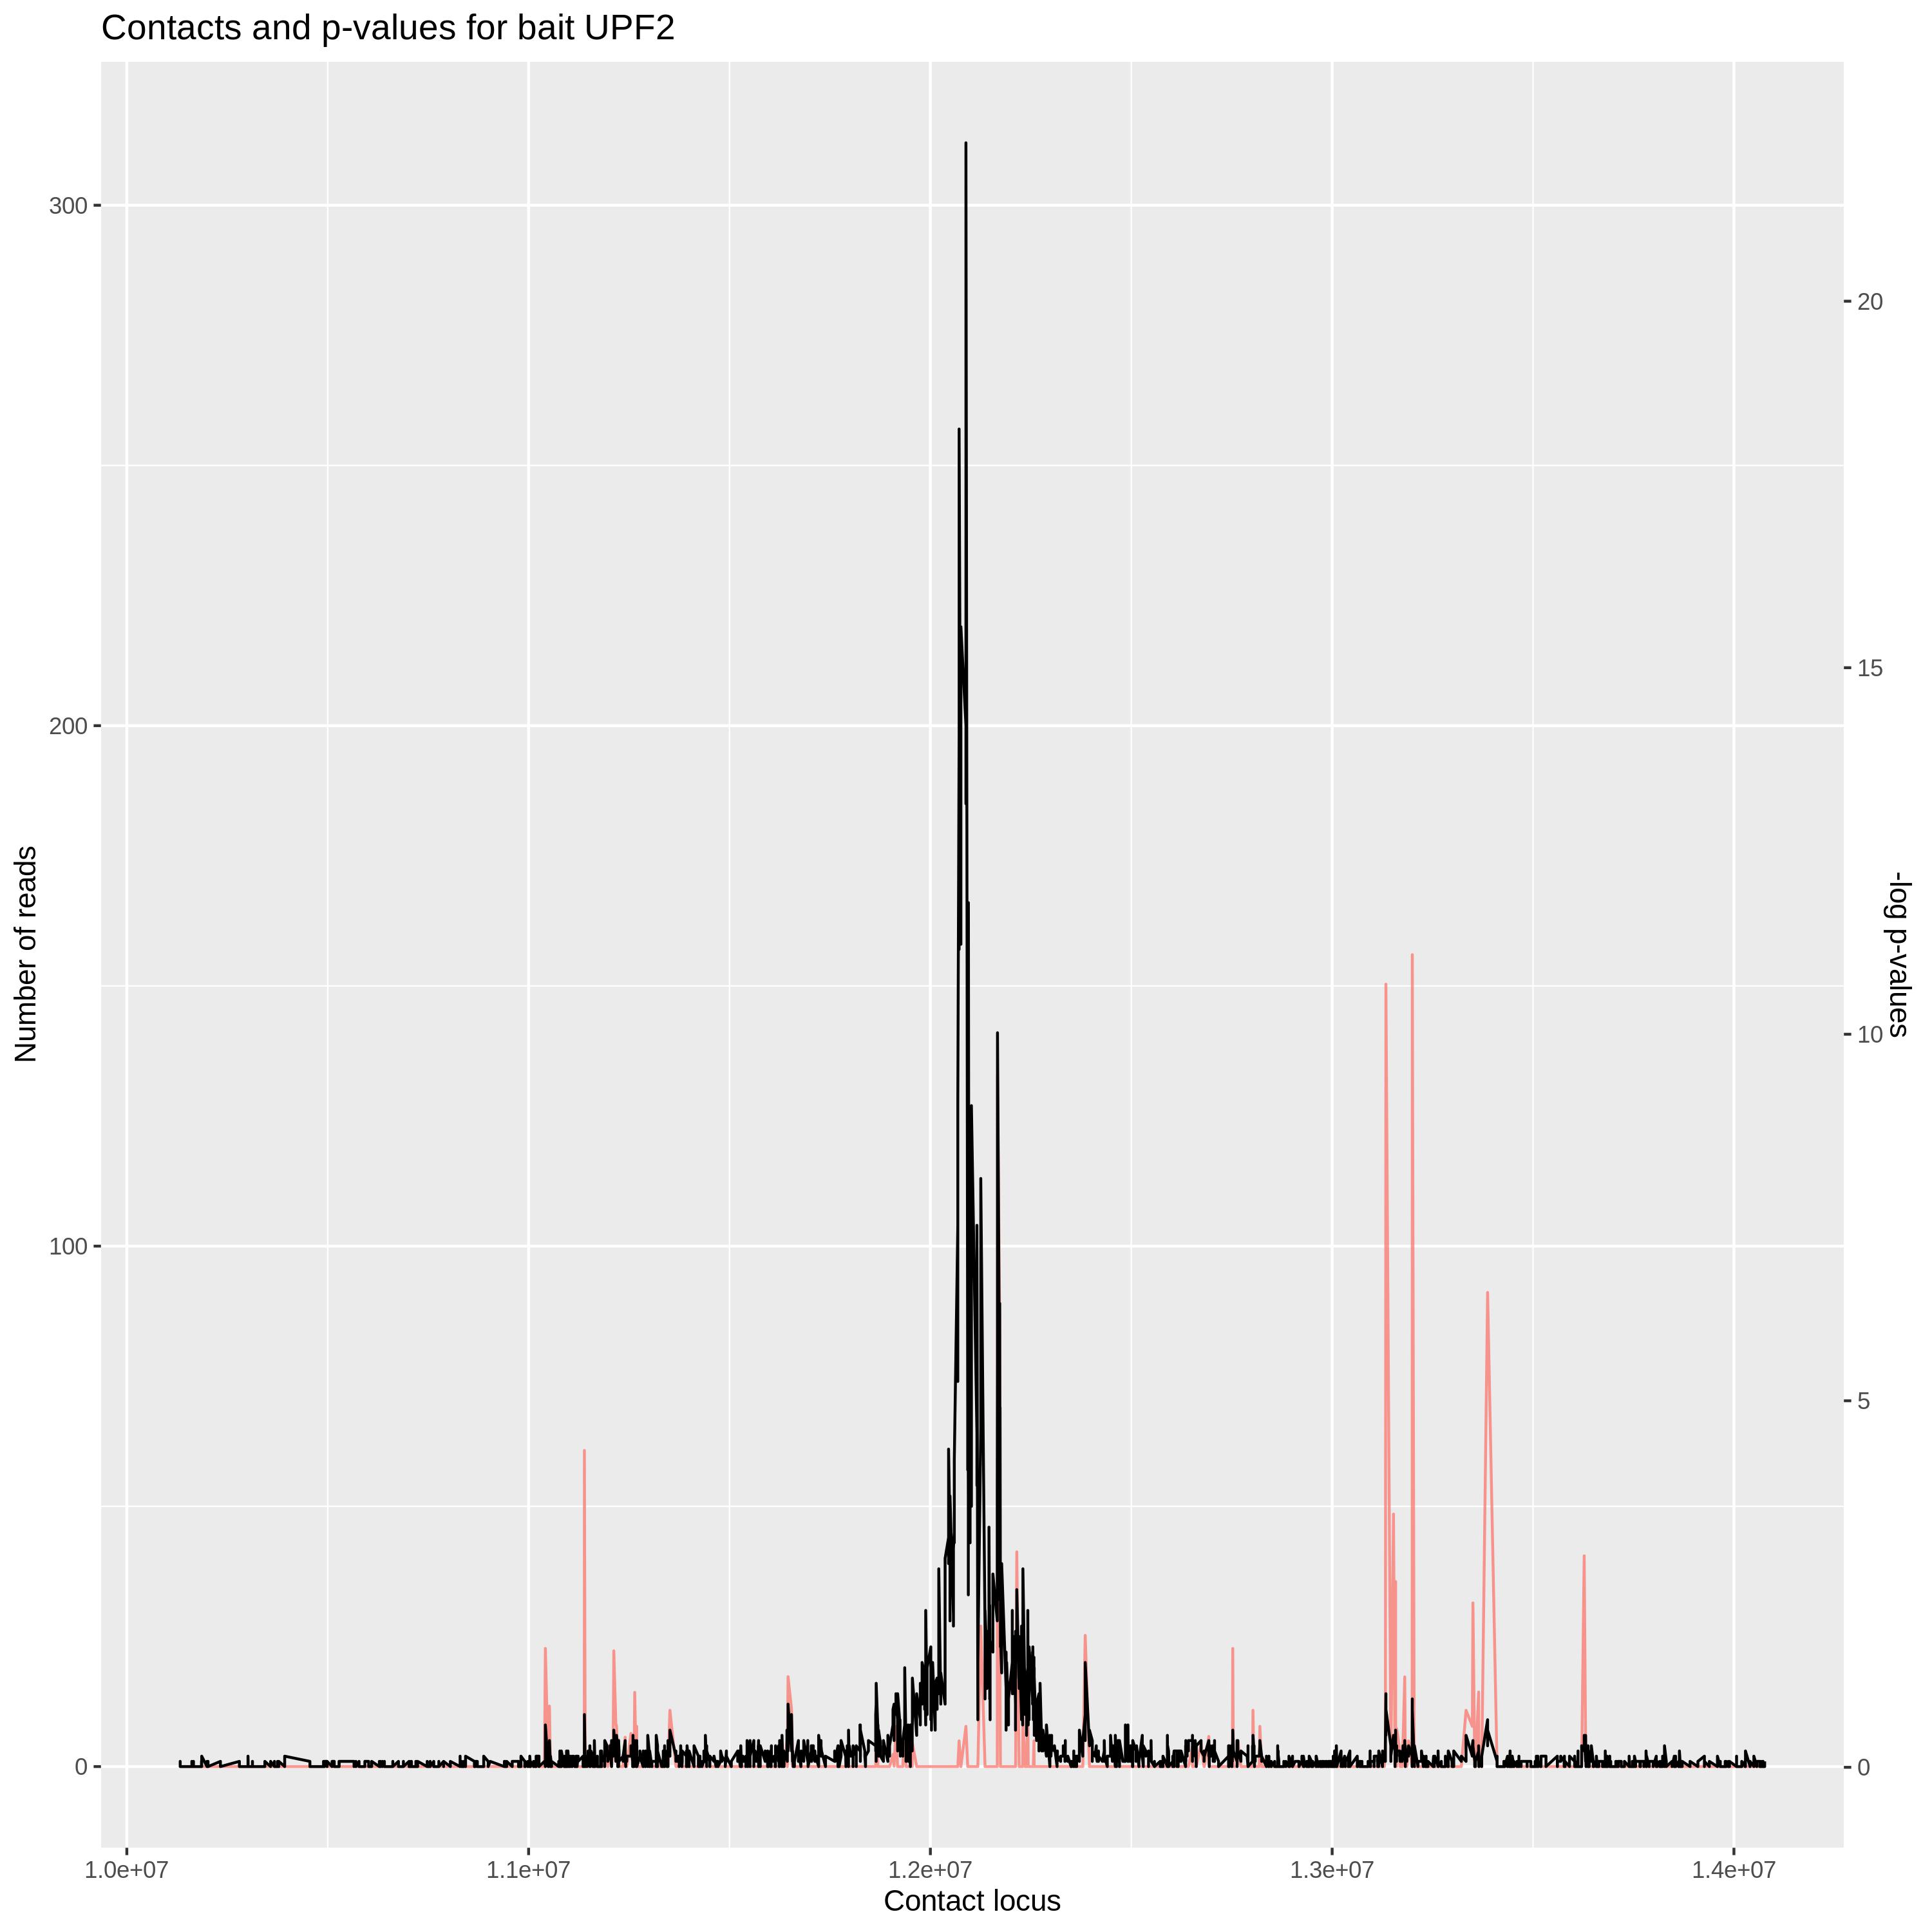 Contacts and p-values for bait UPF2
300
200
100
0
Number of reads
20
15
10
5
0
-log p-values
1.0e+07
1.1e+07
1.2e+07
1.3e+07
1.4e+07
Contact locus